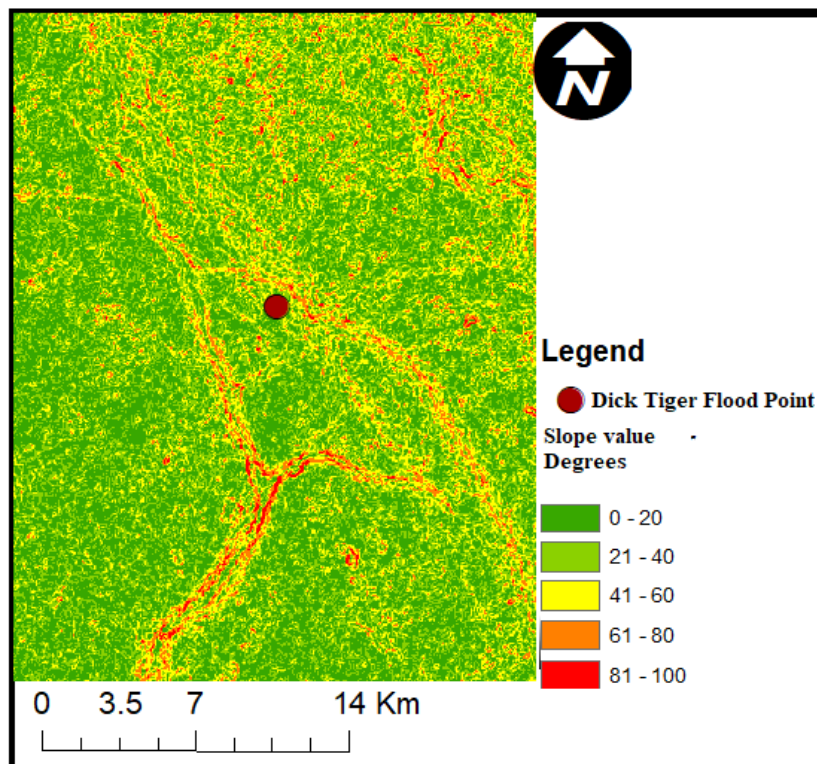 N
Legend
Dick Tiger Flood Point
Slope value -
Degrees
0 - 20
21 - 40
41 - 60
61 - 80
81 - 100
0 3.5 7 14 Km